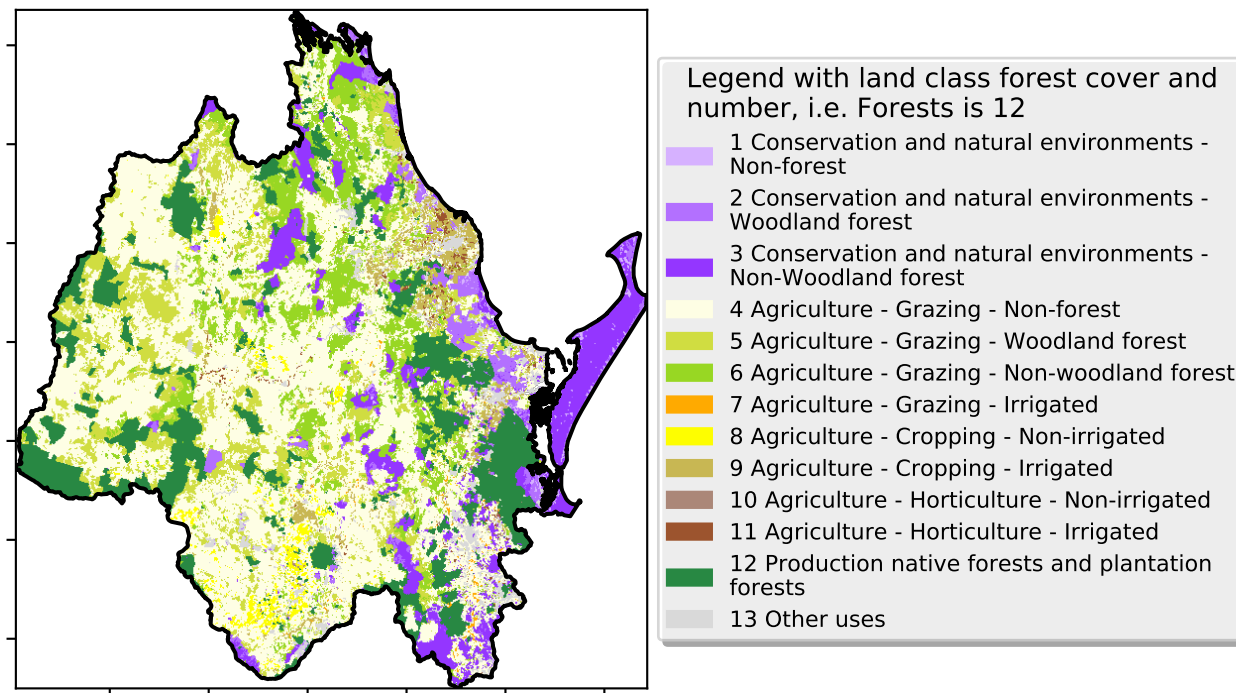 Legend with land class forest cover and
number, i.e. Forests is 12
1 Conservation and natural environments -
Non-forest
2 Conservation and natural environments -
Woodland forest
3 Conservation and natural environments -
Non-Woodland forest
4 Agriculture - Grazing - Non-forest
5 Agriculture - Grazing - Woodland forest
6 Agriculture - Grazing - Non-woodland forest
7 Agriculture - Grazing - Irrigated
8 Agriculture - Cropping - Non-irrigated
9 Agriculture - Cropping - Irrigated
10 Agriculture - Horticulture - Non-irrigated
11 Agriculture - Horticulture - Irrigated
12 Production native forests and plantation
forests
13 Other uses